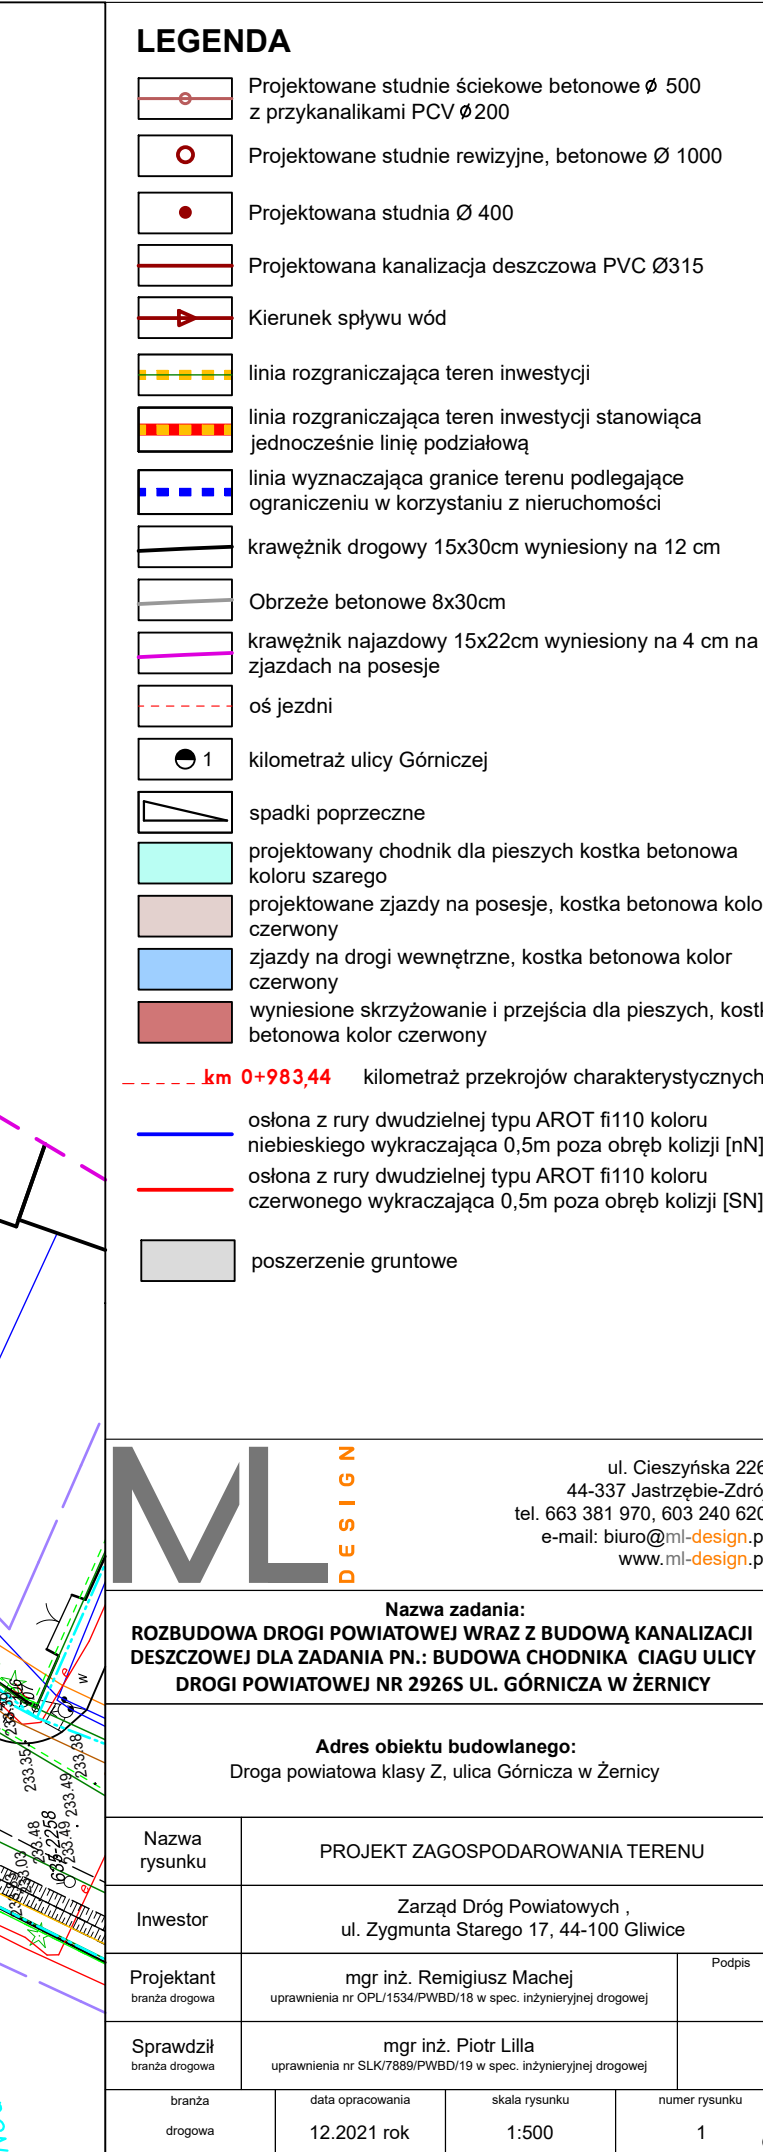 LEGENDA
Projektowane studnie ściekowe betonowe ø 500
z przykanalikami PCV ø 200
Projektowane studnie rewizyjne, betonowe Ø 1000
Projektowana studnia Ø 400
Projektowana kanalizacja deszczowa PVC Ø315
Kierunek spływu wód
linia rozgraniczająca teren inwestycji
linia rozgraniczająca teren inwestycji stanowiąca
jednocześnie linię podziałową
linia wyznaczająca granice terenu podlegające
ograniczeniu w korzystaniu z nieruchomości
krawężnik drogowy 15x30cm wyniesiony na 12 cm
Obrzeże betonowe 8x30cm
krawężnik najazdowy 15x22cm wyniesiony na 4 cm na
zjazdach na posesje
oś jezdni
1 kilometraż ulicy Górniczej
spadki poprzeczne
projektowany chodnik dla pieszych kostka betonowa
koloru szarego
projektowane zjazdy na posesje, kostka betonowa kolo
czerwony
zjazdy na drogi wewnętrzne, kostka betonowa kolor
czerwony
wyniesione skrzyżowanie i przejścia dla pieszych, kostk
betonowa kolor czerwony
km 0+983,44 kilometraż przekrojów charakterystycznych
osłona z rury dwudzielnej typu AROT fi110 koloru
niebieskiego wykraczająca 0,5m poza obręb kolizji [nN]
osłona z rury dwudzielnej typu AROT fi110 koloru
czerwonego wykraczająca 0,5m poza obręb kolizji [SN]
poszerzenie gruntowe
ML DESIGN
ul. Cieszyńska 226
44-337 Jastrzębie-Zdrój
tel. 663 381 970, 603 240 620
e-mail: biuro@ml-design.p
www.ml-design.p
Nazwa zadania:
ROZBUDOWA DROGI POWIATOWEJ WRAZ Z BUDOWĄ KANALIZACJI
DESZCZOWEJ DLA ZADANIA PN.: BUDOWA CHODNIKA CIAGU ULICY
DROGI POWIATOWEJ NR 2926S UL. GÓRNICZA W ŻERNICY
Adres obiektu budowlanego:
Droga powiatowa klasy Z, ulica Górnicza w Żernicy
Nazwa
rysunku
PROJEKT ZAGOSPODAROWANIA TERENU
Inwestor
Zarząd Dróg Powiatowych ,
ul. Zygmunta Starego 17, 44-100 Gliwice
Projektant
branża drogowa
mgr inż. Remigiusz Machej
uprawnienia nr OPL/1534/PWBD/18 w spec. inżynieryjnej drogowej
Podpis
Sprawdził
branża drogowa
mgr inż. Piotr Lilla
uprawnienia nr SLK/7889/PWBD/19 w spec. inżynieryjnej drogowej
branża
drogowa
data opracowania
12.2021 rok
skala rysunku
1:500
numer rysunku
1
e
w
233.38
233.35
233.49
233.48
233.49
e